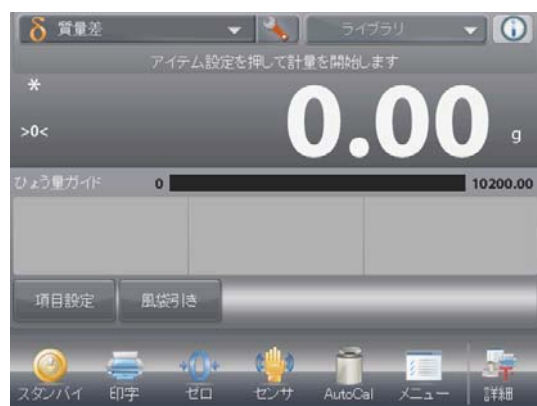 δ 質量差 ライブラリ
アイテム設定を押して計量を開始します
*
>0<
0.00 g
ひょう量ガイド 0 10200.00
項目設定 風袋引き
スタンバイ 印字 ゼロ センサ AutoCal メニュー 詳細